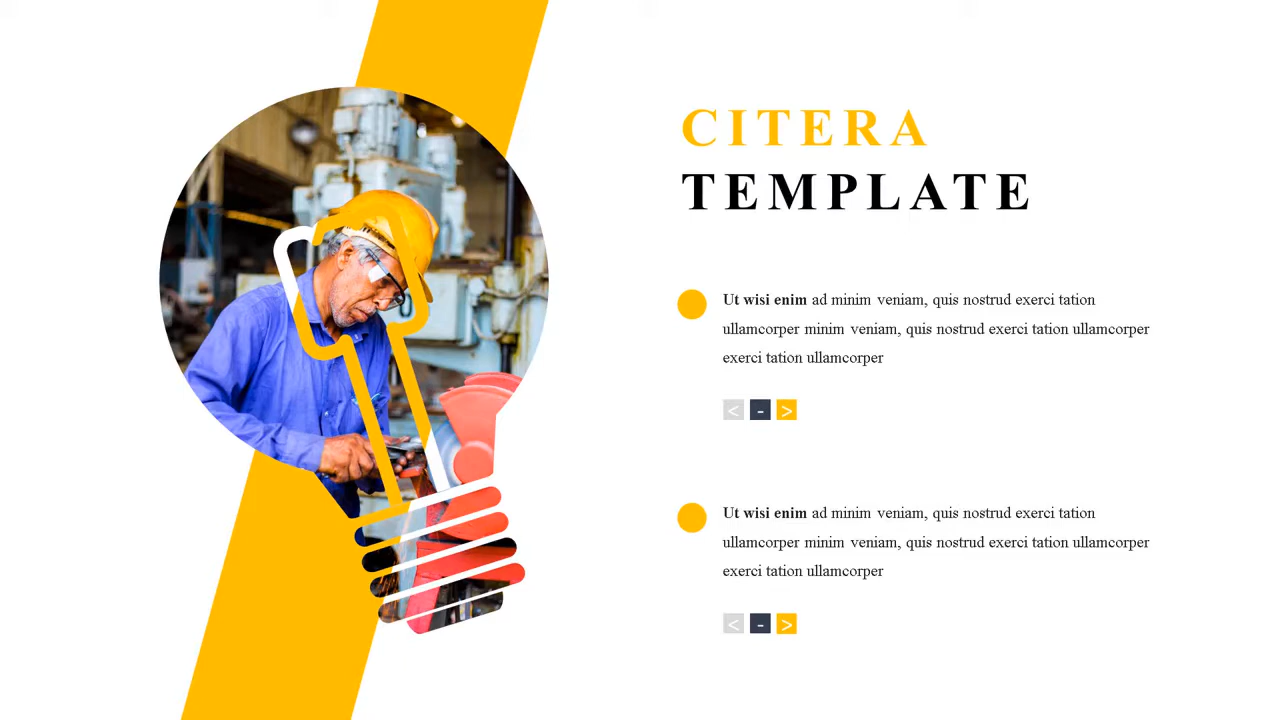 CITERA
TEMPLATE
Ut wisi enim ad minim veniam, quis nostrud exerci tation
ullamcorper minim veniam, quis nostrud exerci tation ullamcorper
exerci tation ullamcorper
< - >
Ut wisi enim ad minim veniam, quis nostrud exerci tation
ullamcorper minim veniam, quis nostrud exerci tation ullamcorper
exerci tation ullamcorper
< - >